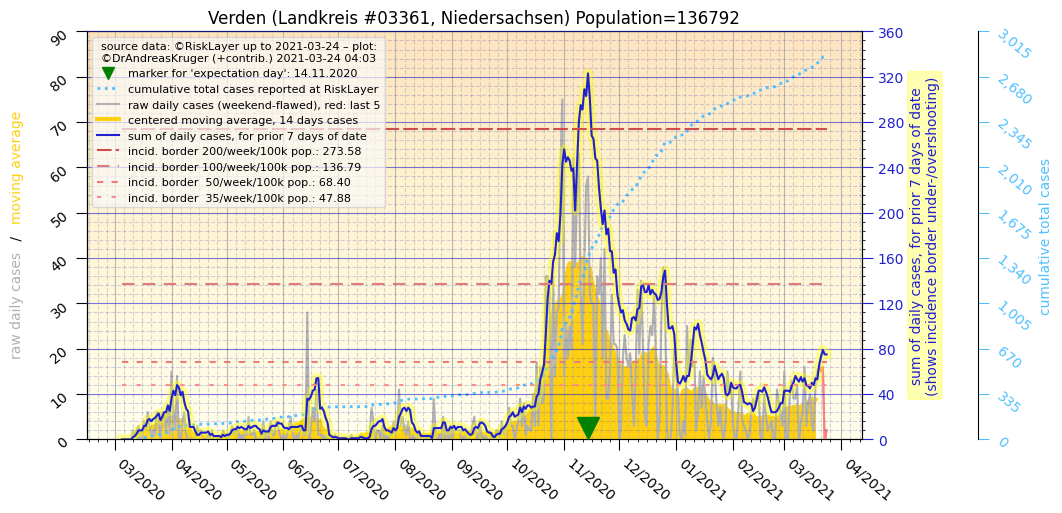 Verden (Landkreis #03361, Niedersachsen) Population=136792
source data: ©RiskLayer up to 2021-03-24 – plot:
©DrAndreasKruger (+contrib.) 2021-03-24 04:03
marker for 'expectation day': 14.11.2020
cumulative total cases reported at RiskLayer
raw daily cases (weekend-flawed), red: last 5
centered moving average, 14 days cases
sum of daily cases, for prior 7 days of date
incid. border 200/week/100k pop.: 273.58
incid. border 100/week/100k pop.: 136.79
incid. border  50/week/100k pop.: 68.40
incid. border  35/week/100k pop.: 47.88
raw daily cases / moving average
90
80
70
60
50
40
30
20
10
0
03/2020
04/2020
05/2020
06/2020
07/2020
08/2020
09/2020
10/2020
11/2020
12/2020
01/2021
02/2021
03/2021
04/2021
360
320
280
240
200
160
120
80
40
0
sum of daily cases, for prior 7 days of date
(shows incidence border under-/overshooting)
3,015
2,680
2,345
2,010
1,675
1,340
1,005
670
335
0
cumulative total cases